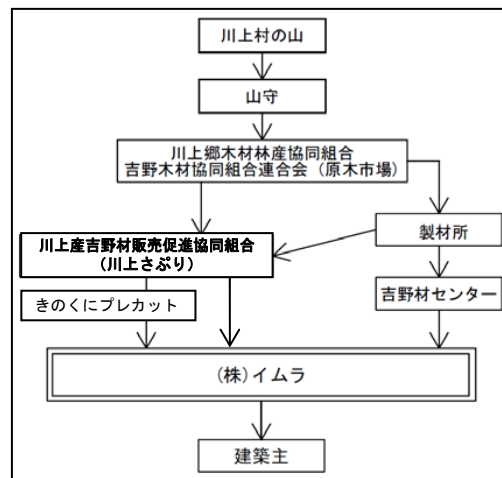 川上村の山
山守
川上郷木材林産協同組合
吉野木材協同組合連合会（原木市場）
製材所
川上産吉野材販売促進協同組合
（川上さぷり）
きのくにプレカット
吉野材センター
(株)イムラ
建築主